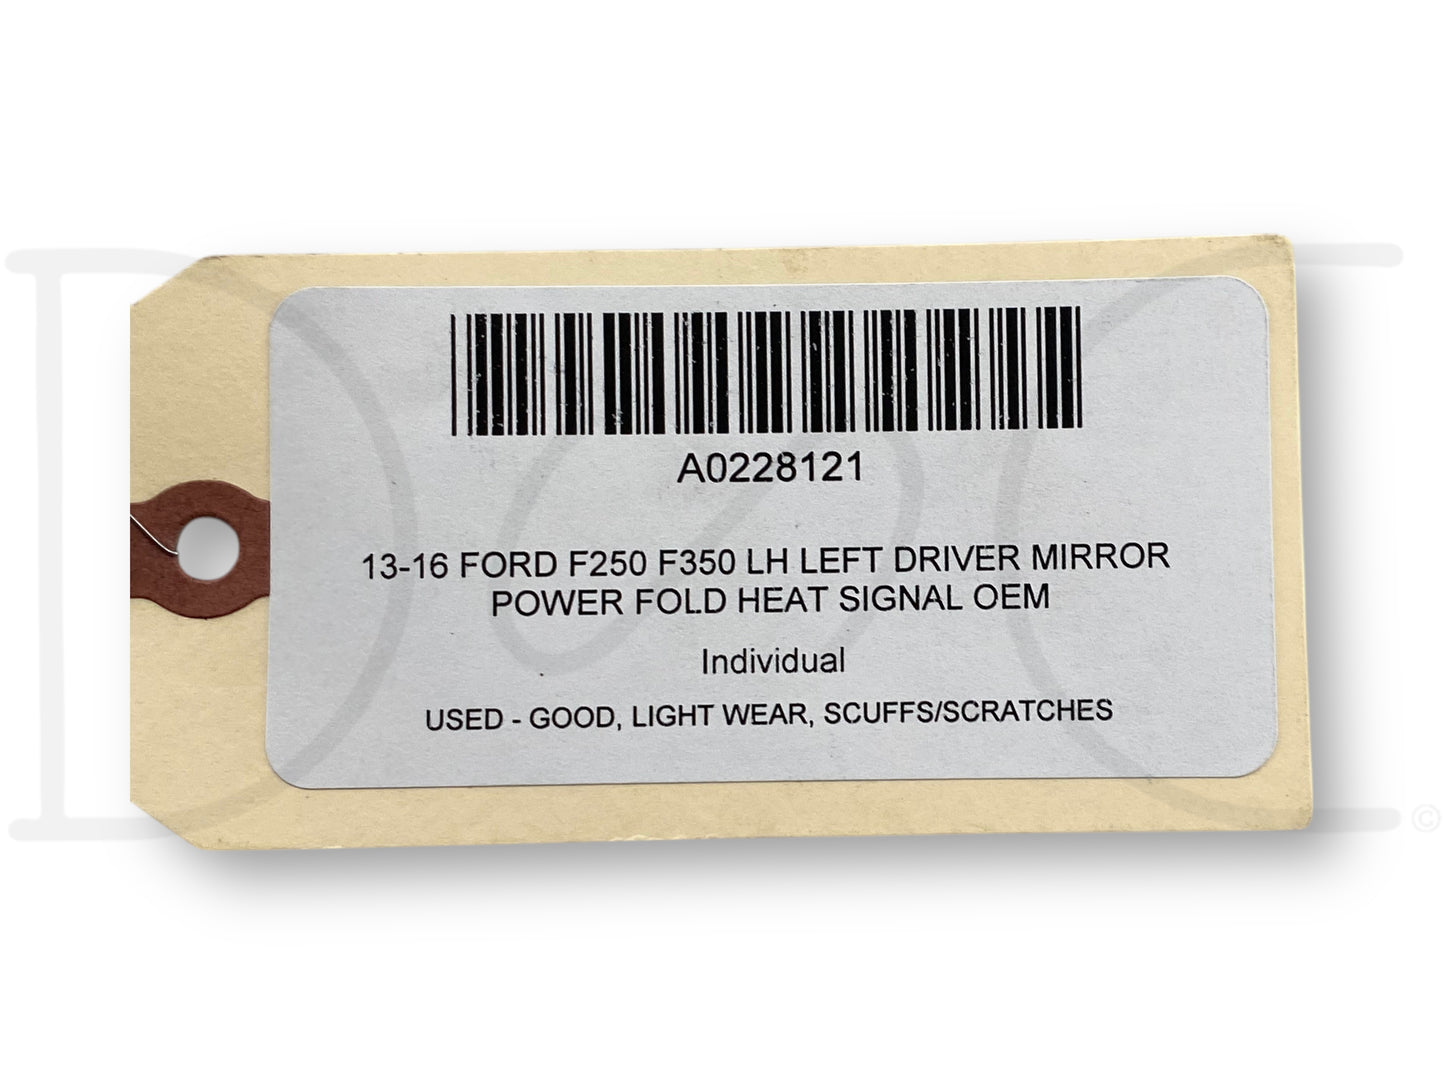 A0228121
13-16 FORD F250 F350 LH LEFT DRIVER MIRROR
POWER FOLD HEAT SIGNAL OEM
Individual
USED - GOOD, LIGHT WEAR, SCUFFS/SCRATCHES
©